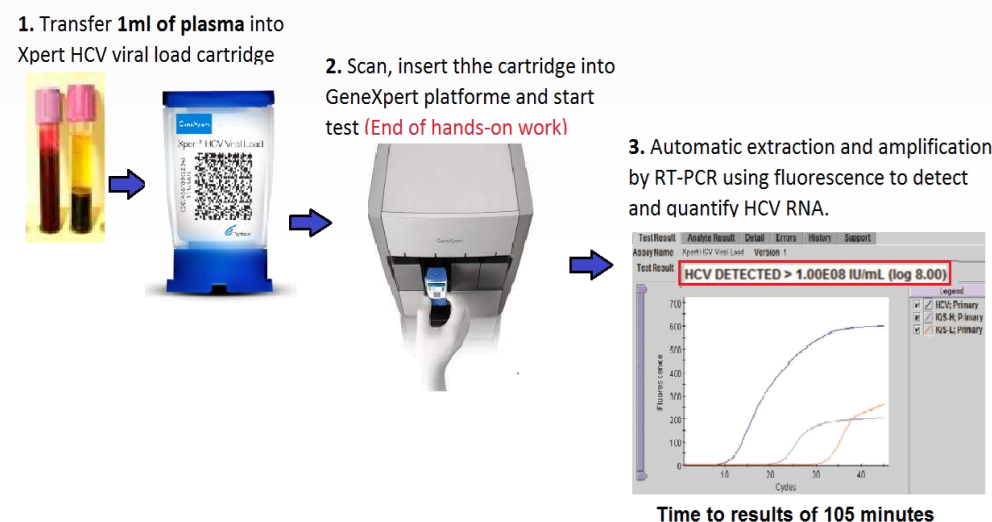 1. Transfer 1ml of plasma into
Xpert HCV viral load cartridge
GeneXpert
Xpert® HCV Viral Load
Cepheid
2. Scan, insert thhe cartridge into
GeneXpert platforme and start
test (End of hands-on work)
GeneXpert
3. Automatic extraction and amplification
by RT-PCR using fluorescence to detect
and quantify HCV RNA.
Test Result Analyte Result Detail Errors History Support
Assay Name Xpert HCV Viral Load Version 1
Test Result HCV DETECTED > 1.00E08 IU/mL (log 8.00)
Legend
HCV; Primary
IQS-H; Primary
IQS-L; Primary
700
600
500
400
300
200
100
0
Fluorescence
10 20 30 40
Cycles
Time to results of 105 minutes